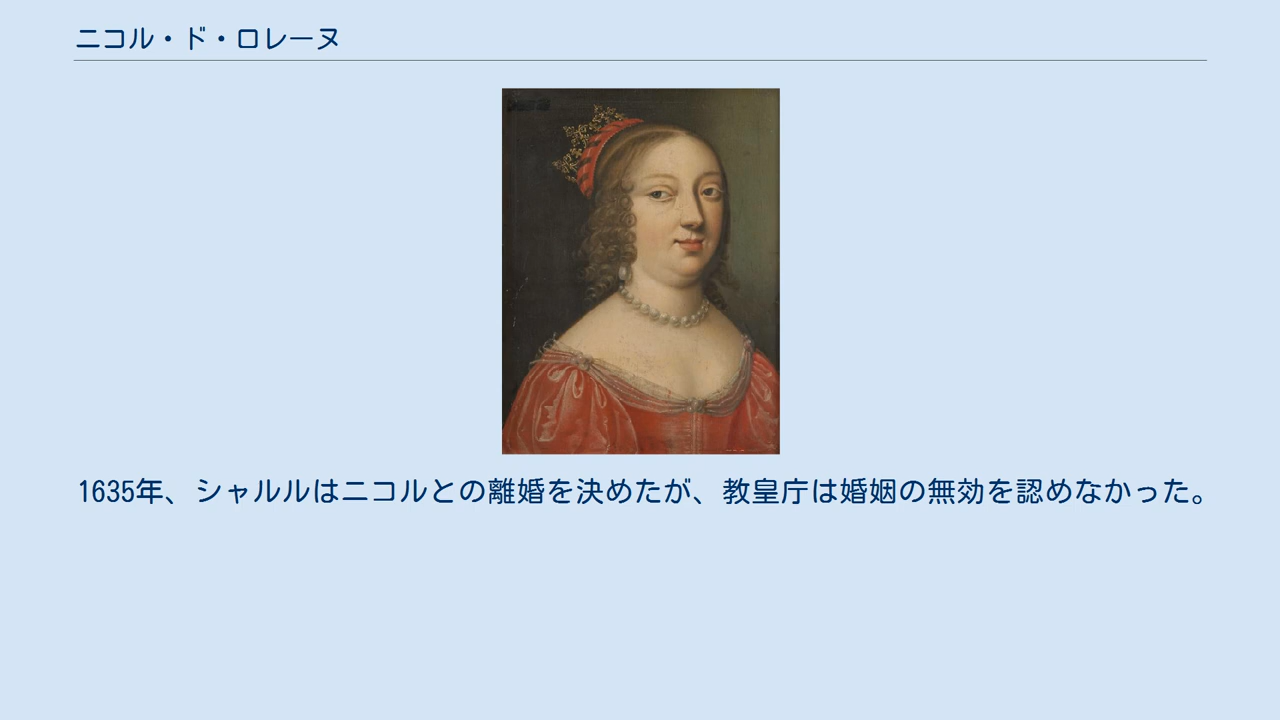 ニコル・ド・ロレーヌ
1635年、シャルルはニコルとの離婚を決めたが、教皇庁は婚姻の無効を認めなかった。